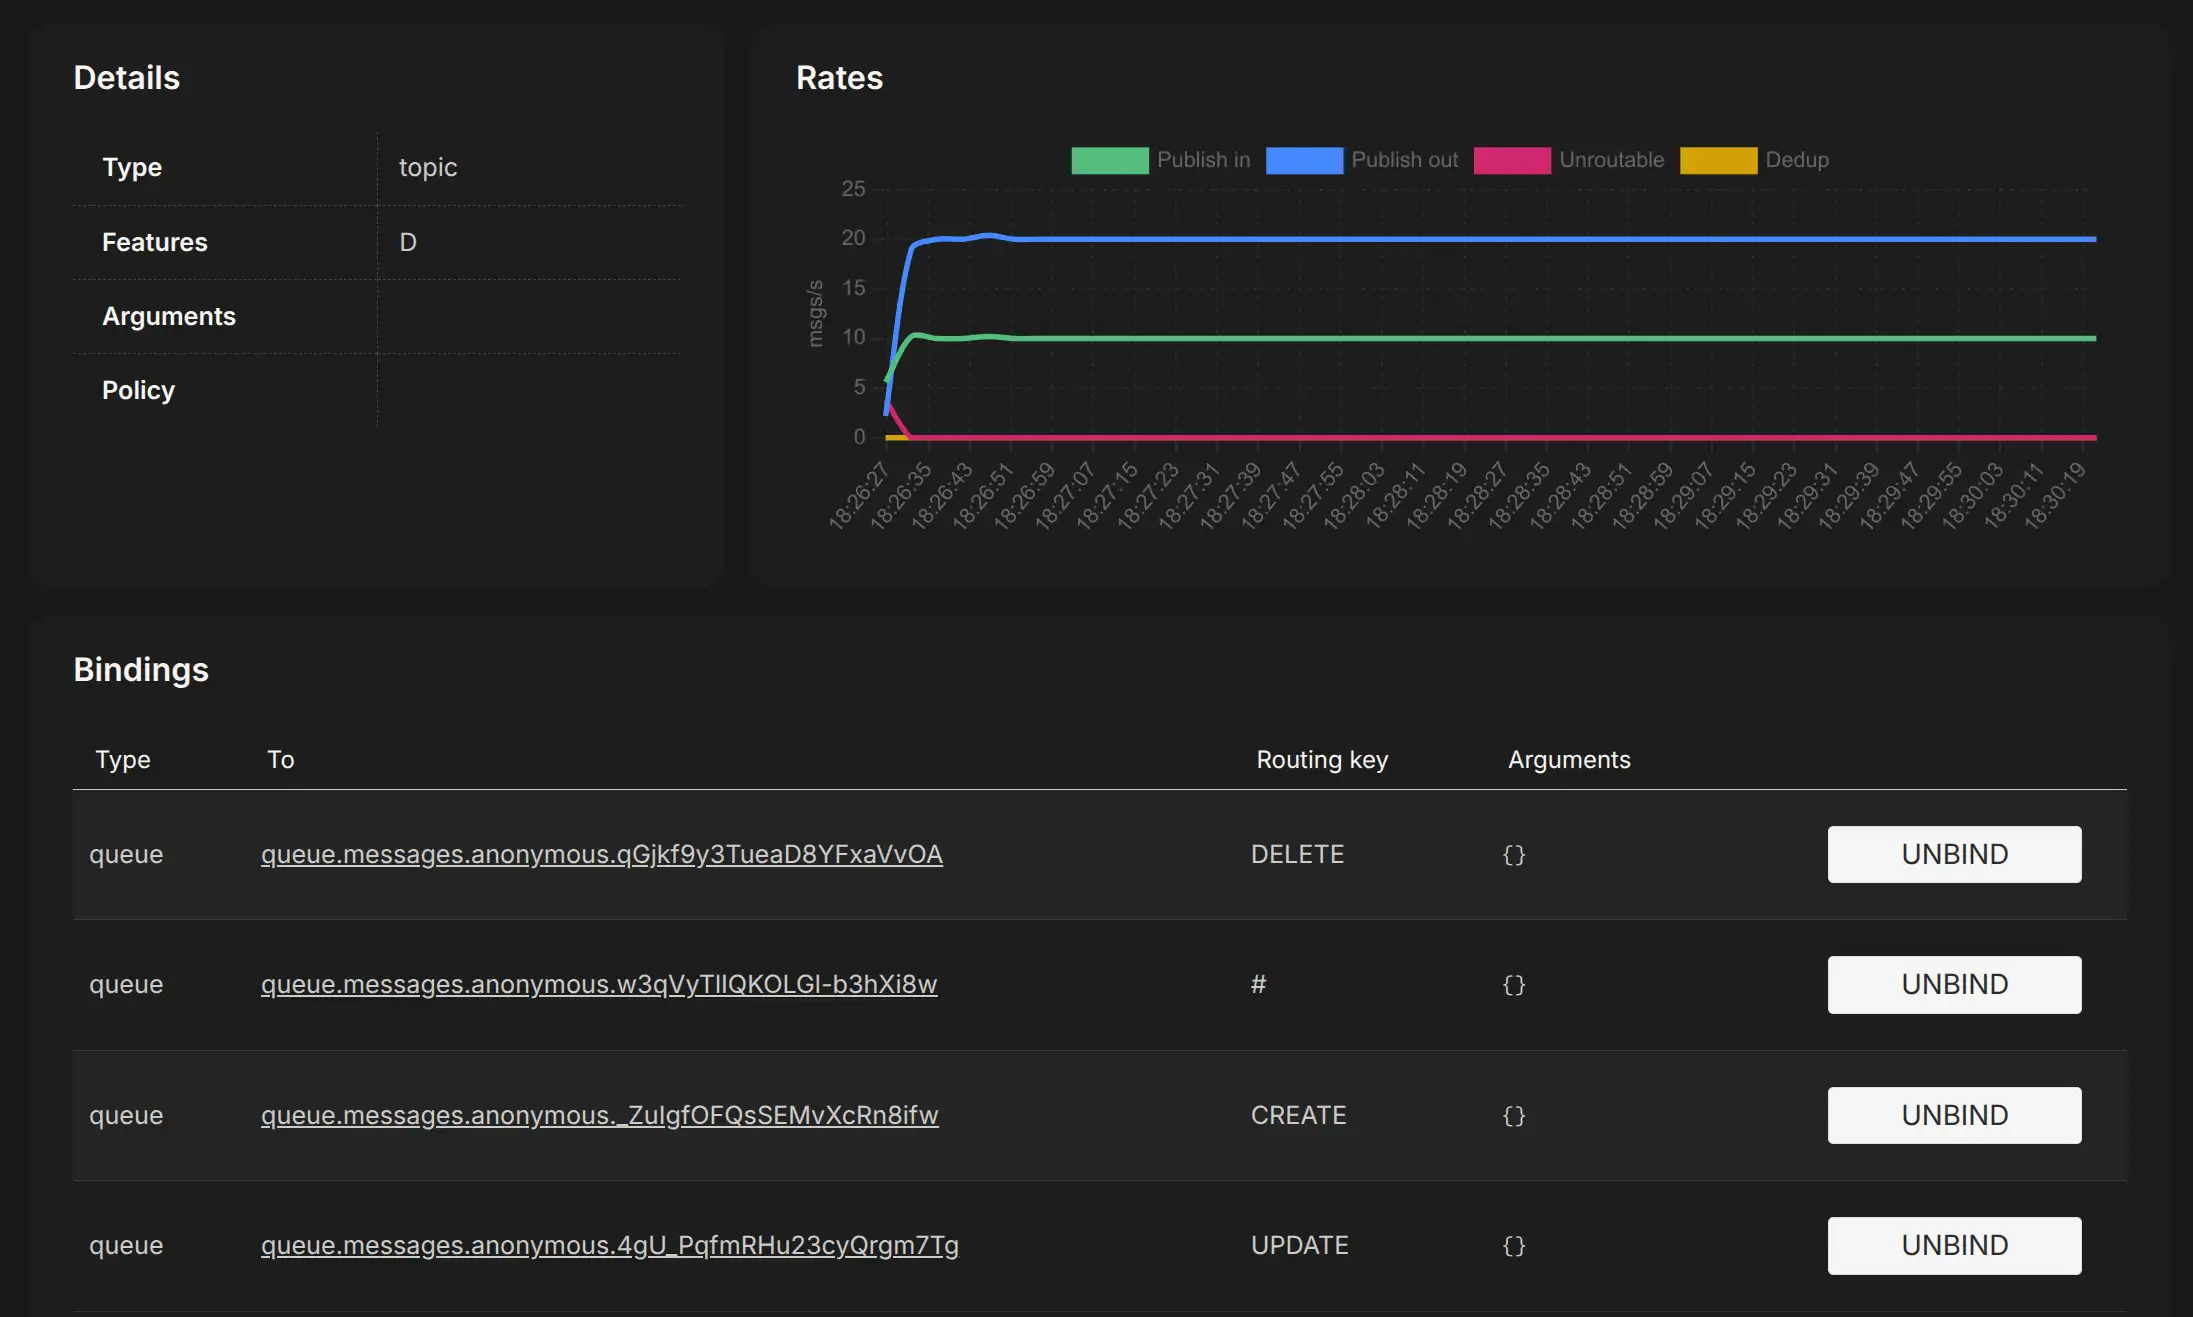 Details
Type topic
Features D
Arguments
Policy
Rates
Publish in Publish out Unroutable Dedup
msgs/s
25
20
15
10
5
0
18:26:27 18:26:35 18:26:43 18:26:51 18:26:59 18:27:07 18:27:15 18:27:23 18:27:31 18:27:39 18:27:47 18:27:55 18:28:03 18:28:11 18:28:19 18:28:27 18:28:35 18:28:43 18:28:51 18:28:59 18:29:07 18:29:15 18:29:23 18:29:31 18:29:39 18:29:47 18:29:55 18:30:03 18:30:11 18:30:19
Bindings
Type To Routing key Arguments
queue queue.messages.anonymous.qGjkf9y3TueaD8YFxaVvOA DELETE {} UNBIND
queue queue.messages.anonymous.w3qVyTIlQKOLGI-b3hXi8w # {} UNBIND
queue queue.messages.anonymous._ZuIgfOFQsSEMvXcRn8ifw CREATE {} UNBIND
queue queue.messages.anonymous.4gU_PqfmRHu23cyQrgm7Tg UPDATE {} UNBIND